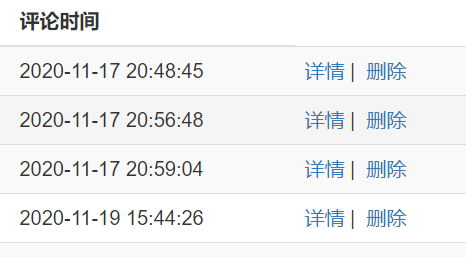 评论时间
2020-11-17 20:48:45 详情 | 删除
2020-11-17 20:56:48 详情 | 删除
2020-11-17 20:59:04 详情 | 删除
2020-11-19 15:44:26 详情 | 删除